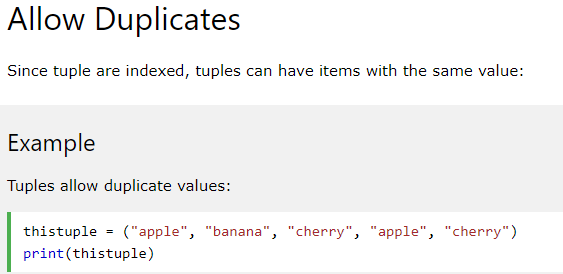 Allow Duplicates
Since tuple are indexed, tuples can have items with the same value:
Example
Tuples allow duplicate values:
thistuple = ("apple", "banana", "cherry", "apple", "cherry")
print(thistuple)